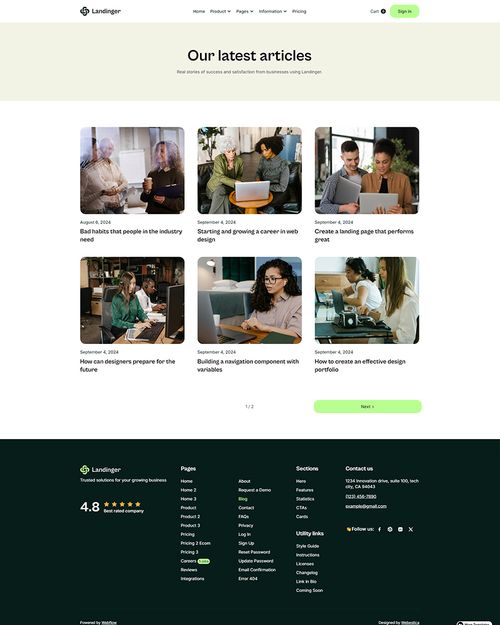 Landinger
Home Product Pages Information Pricing
Cart 0 Sign in
Our latest articles
Real stories of success and satisfaction from businesses using Landinger.
August 6, 2024
Bad habits that people in the industry
need
September 4, 2024
Starting and growing a career in web
design
September 4, 2024
Create a landing page that performs
great
September 4, 2024
How can designers prepare for the
future
September 4, 2024
Building a navigation component with
variables
September 4, 2024
How to create an effective design
portfolio
1 / 2
Next >
Landinger
Trusted solutions for your growing business
4.8
Best rated company
Pages
Home
Home 2
Home 3
Product
Product 2
Product 3
Pricing
Pricing 2 Ecom
Pricing 3
Careers
Reviews
Integrations
About
Request a Demo
Blog
Contact
FAQs
Privacy
Log In
Sign Up
Reset Password
Update Password
Email Confirmation
Error 404
Sections
Hero
Features
Statistics
CTAs
Cards
Utility links
Style Guide
Instructions
Licenses
Changelog
Link in Bio
Coming Soon
Contact us
1234 Innovation drive, suite 100, tech
city, CA 94043
(123) 456-7890
example@gmail.com
Follow us:
Powered by Webflow
Designed by Webestica